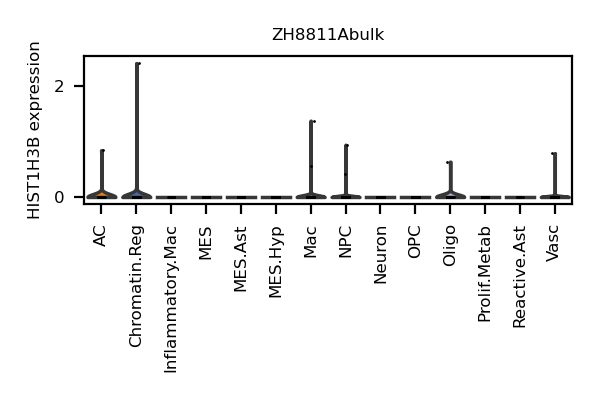 ZH8811Abulk
HIST1H3B expression
2
0
AC
Chromatin.Reg
Inflammatory.Mac
MES
MES.Ast
MES.Hyp
Mac
NPC
Neuron
OPC
Oligo
Prolif.Metab
Reactive.Ast
Vasc